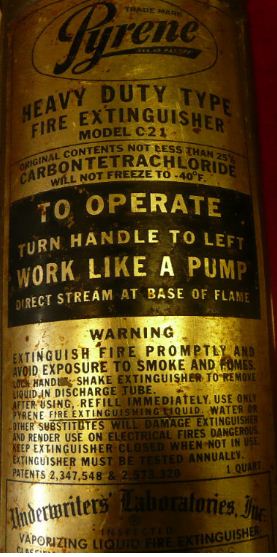 TRADE MARK
Pyrene
HEAVY DUTY TYPE
FIRE EXTINGUISHER
MODEL C21
ORIGINAL CONTENTS NOT LESS THAN 25%
CARBONTETRACHLORIDE
WILL NOT FREEZE TO -40°F.
TO OPERATE
TURN HANDLE TO LEFT
WORK LIKE A PUMP
DIRECT STREAM AT BASE OF FLAME
WARNING
EXTINGUISH FIRE PROMPTLY AND
AVOID EXPOSURE TO SMOKE AND FUMES.
LOCK HANDLE, SHAKE EXTINGUISHER TO REMOVE
LIQUID IN DISCHARGE TUBE.
AFTER USING, REFILL IMMEDIATELY. USE ONLY
PYRENE FIRE EXTINGUISHING LIQUID. WATER OR
OTHER SUBSTITUTES WILL DAMAGE EXTINGUISHER
AND RENDER USE ON ELECTRICAL FIRES DANGEROUS.
KEEP EXTINGUISHER CLOSED WHEN NOT IN USE.
EXTINGUISHER MUST BE TESTED ANNUALLY.
PATENTS 2,347,548 & 2,573,320 1 QUART
Underwriters' Laboratories, Inc.
INSPECTED
VAPORIZING LIQUID FIRE EXTINGUISHER